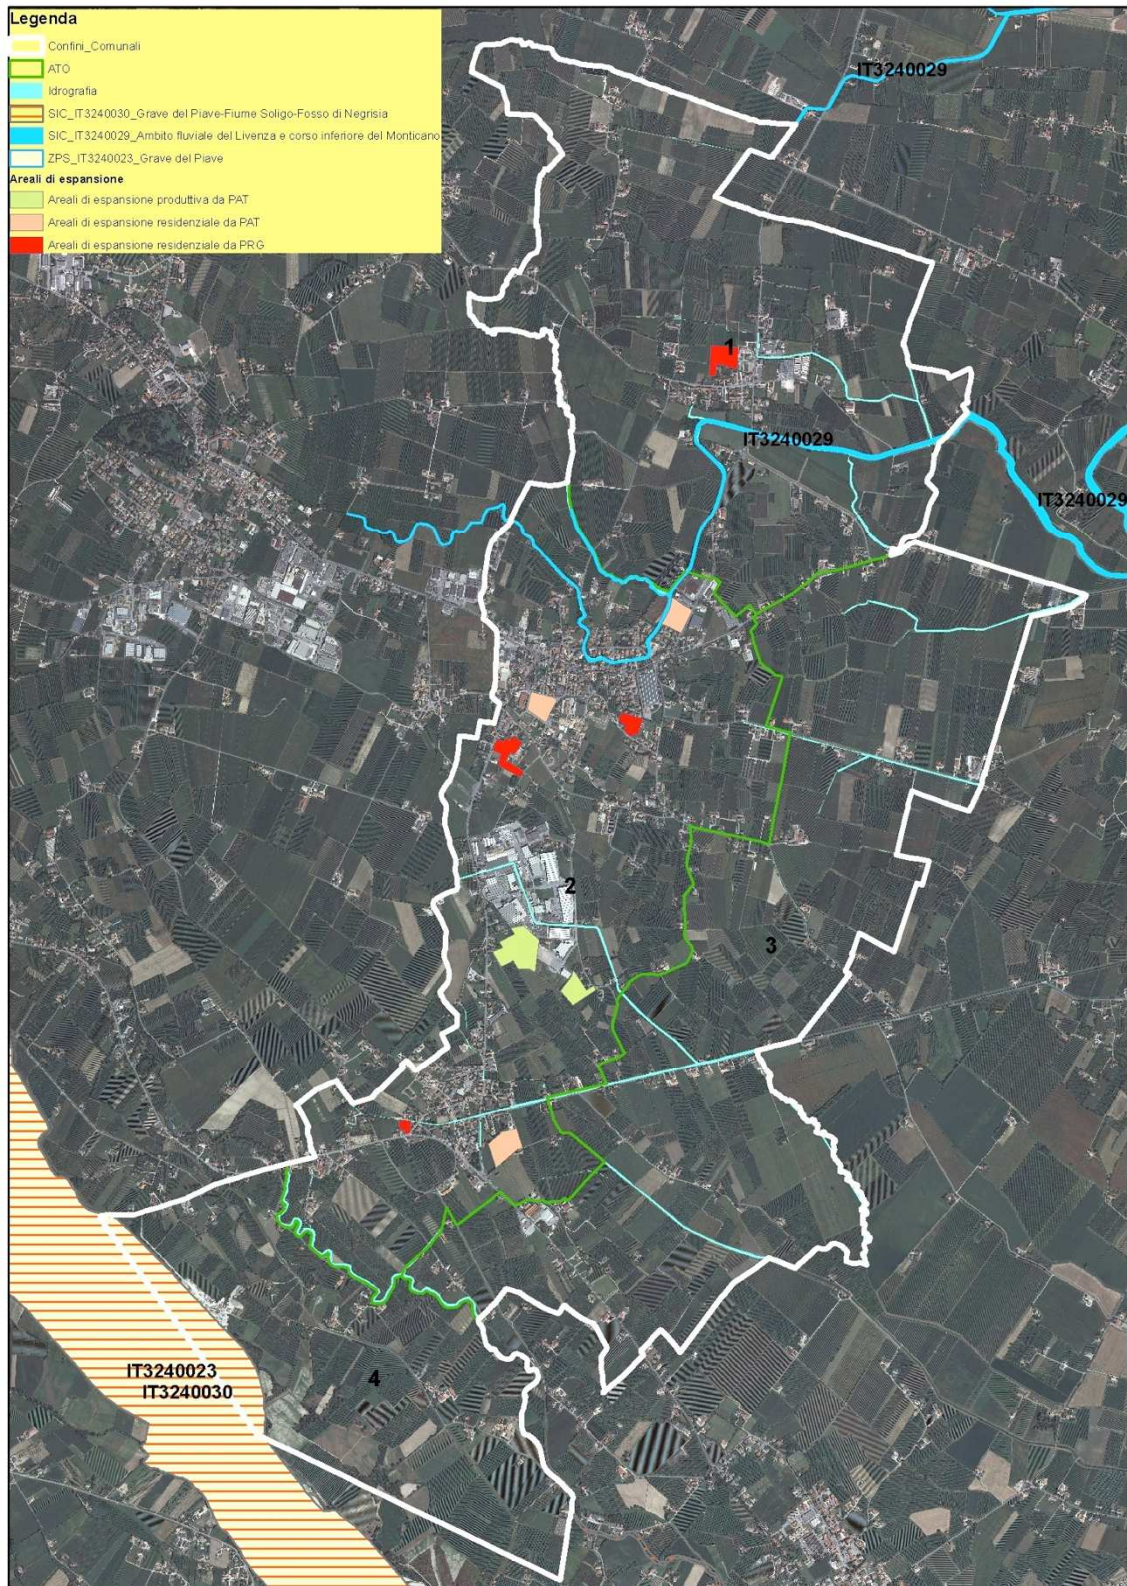 Legenda
Confini_Comunali
ATO
Idrografia
SIC_IT3240030_Grave del Piave-Fiume Soligo-Fosso di Negrisia
SIC_IT3240029_Ambito fluviale del Livenza e corso inferiore del Monticano
ZPS_IT3240023_Grave del Piave
Areali di espansione
Areali di espansione produttiva da PAT
Areali di espansione residenziale da PAT
Areali di espansione residenziale da PRG
IT3240029
1
IT3240029
IT3240029
2
3
IT3240023
IT3240030
4